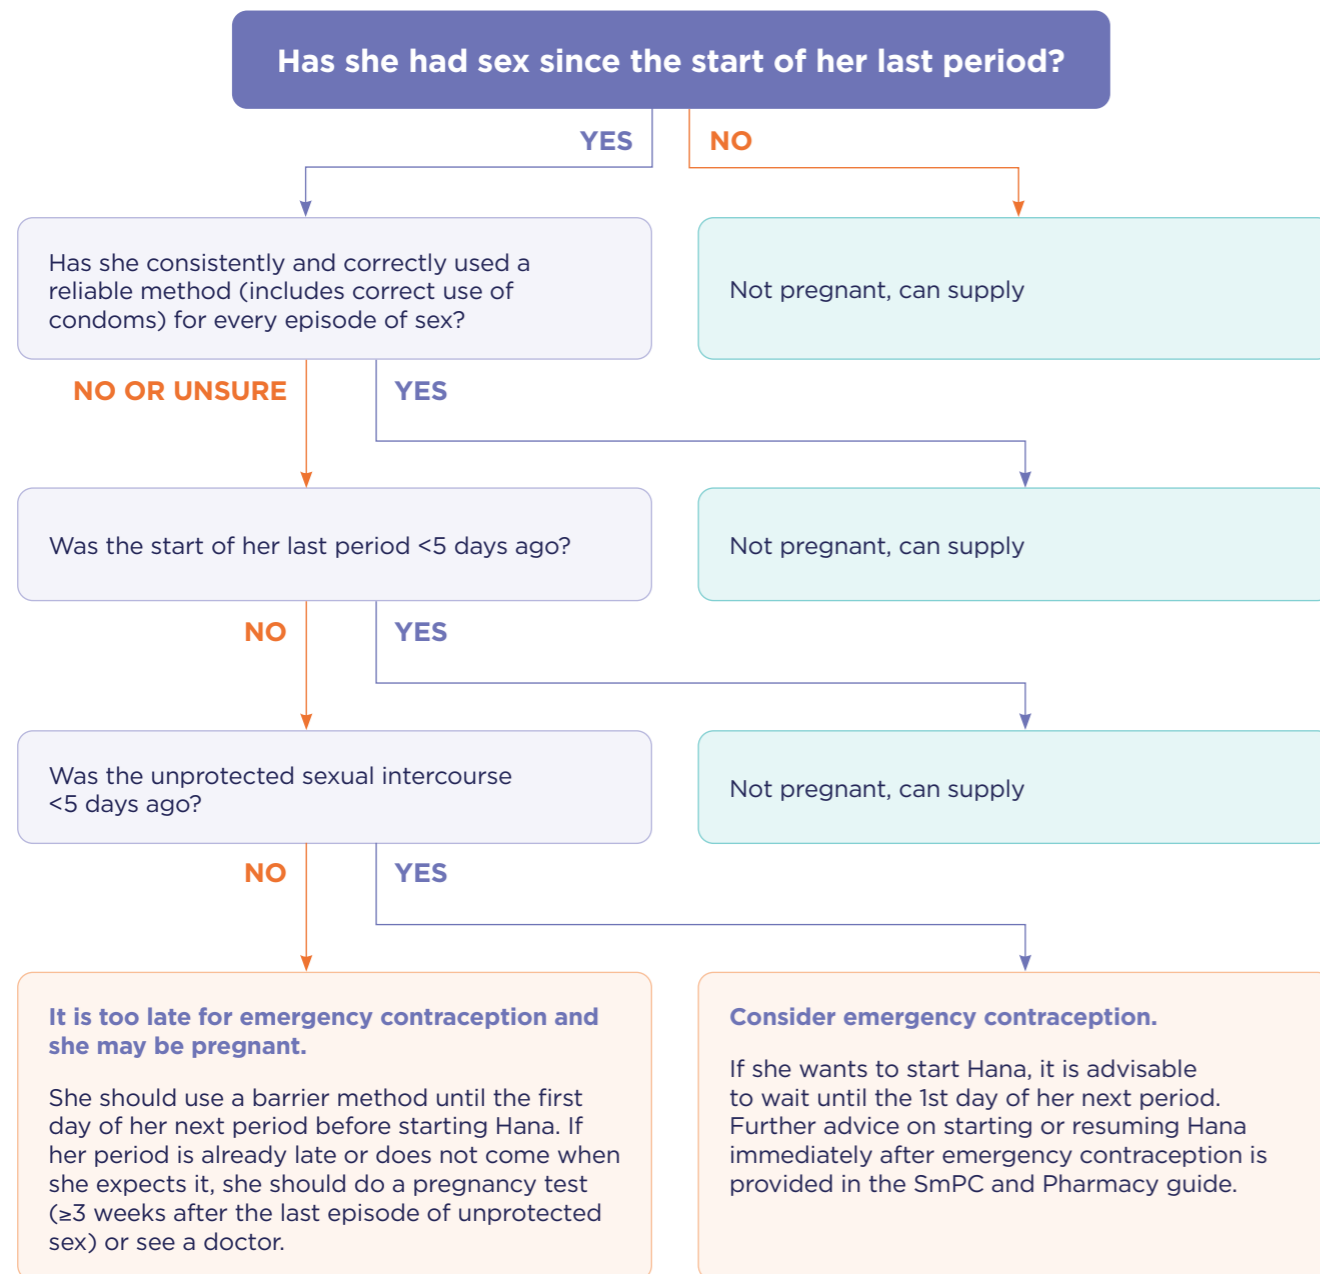 Has she had sex since the start of her last period?
YES
NO
Has she consistently and correctly used a
reliable method (includes correct use of
condoms) for every episode of sex?
Not pregnant, can supply
NO OR UNSURE
YES
Was the start of her last period <5 days ago?
Not pregnant, can supply
NO
YES
Was the unprotected sexual intercourse
<5 days ago?
Not pregnant, can supply
NO
YES
It is too late for emergency contraception and
she may be pregnant.
She should use a barrier method until the first
day of her next period before starting Hana. If
her period is already late or does not come when
she expects it, she should do a pregnancy test
(≥3 weeks after the last episode of unprotected
sex) or see a doctor.
Consider emergency contraception.
If she wants to start Hana, it is advisable
to wait until the 1st day of her next period.
Further advice on starting or resuming Hana
immediately after emergency contraception is
provided in the SmPC and Pharmacy guide.